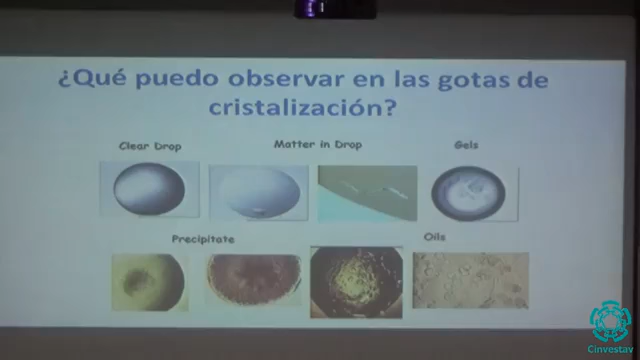 ¿Qué puedo observar en las gotas de
cristalización?
Clear Drop
Matter in Drop
Gels
Precipitate
Oils
Cinvestav